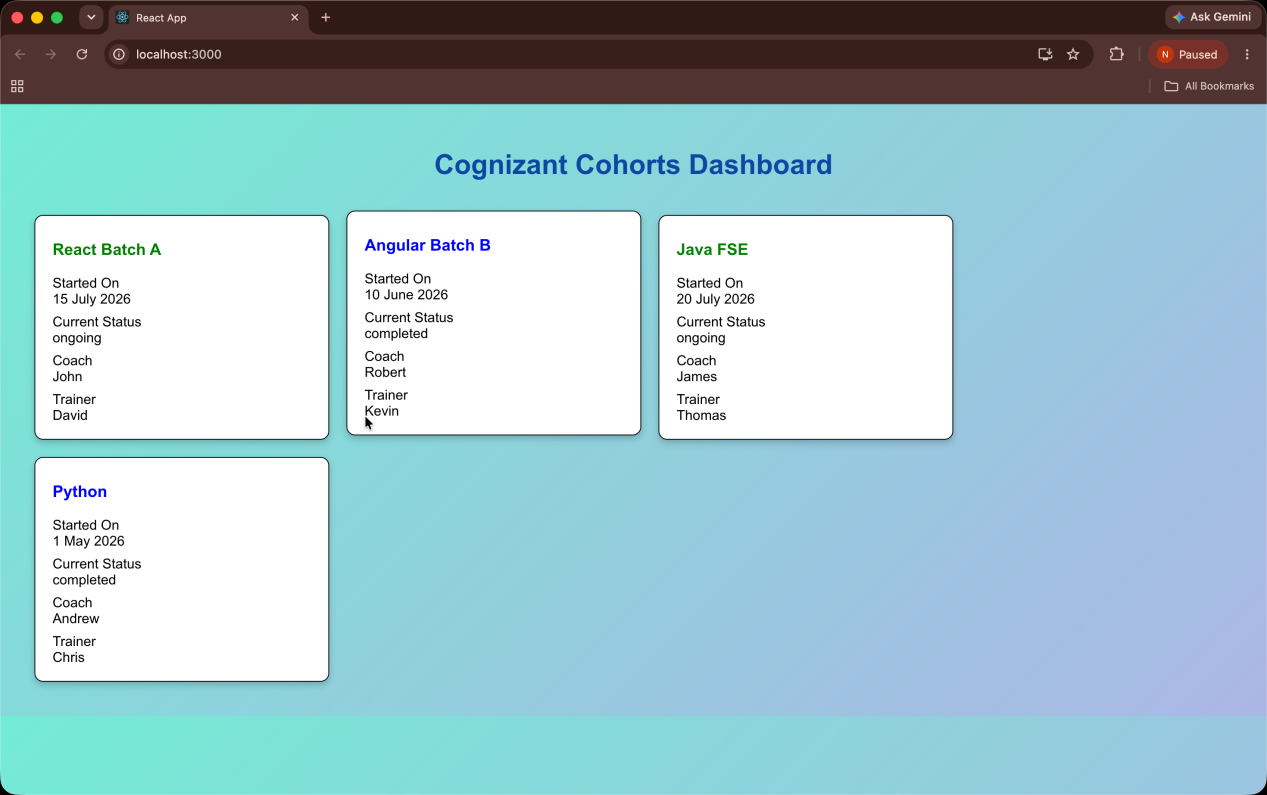 React App
Ask Gemini
localhost:3000
N Paused
All Bookmarks
Cognizant Cohorts Dashboard
React Batch A
Started On
15 July 2026
Current Status
ongoing
Coach
John
Trainer
David
Angular Batch B
Started On
10 June 2026
Current Status
completed
Coach
Robert
Trainer
Kevin
Java FSE
Started On
20 July 2026
Current Status
ongoing
Coach
James
Trainer
Thomas
Python
Started On
1 May 2026
Current Status
completed
Coach
Andrew
Trainer
Chris